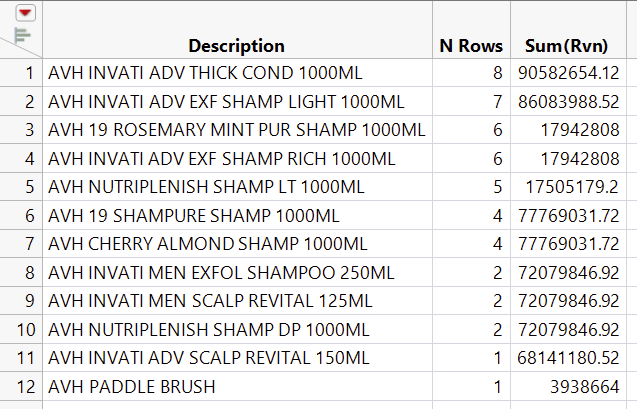 Description N Rows Sum(Rvn)
1 AVH INVATI ADV THICK COND 1000ML 8 90582654.12
2 AVH INVATI ADV EXF SHAMP LIGHT 1000ML 7 86083988.52
3 AVH 19 ROSEMARY MINT PUR SHAMP 1000ML 6 17942808
4 AVH INVATI ADV EXF SHAMP RICH 1000ML 6 17942808
5 AVH NUTRIPLENISH SHAMP LT 1000ML 5 17505179.2
6 AVH 19 SHAMPURE SHAMP 1000ML 4 77769031.72
7 AVH CHERRY ALMOND SHAMP 1000ML 4 77769031.72
8 AVH INVATI MEN EXFOL SHAMPOO 250ML 2 72079846.92
9 AVH INVATI MEN SCALP REVITAL 125ML 2 72079846.92
10 AVH NUTRIPLENISH SHAMP DP 1000ML 2 72079846.92
11 AVH INVATI ADV SCALP REVITAL 150ML 1 68141180.52
12 AVH PADDLE BRUSH 1 3938664